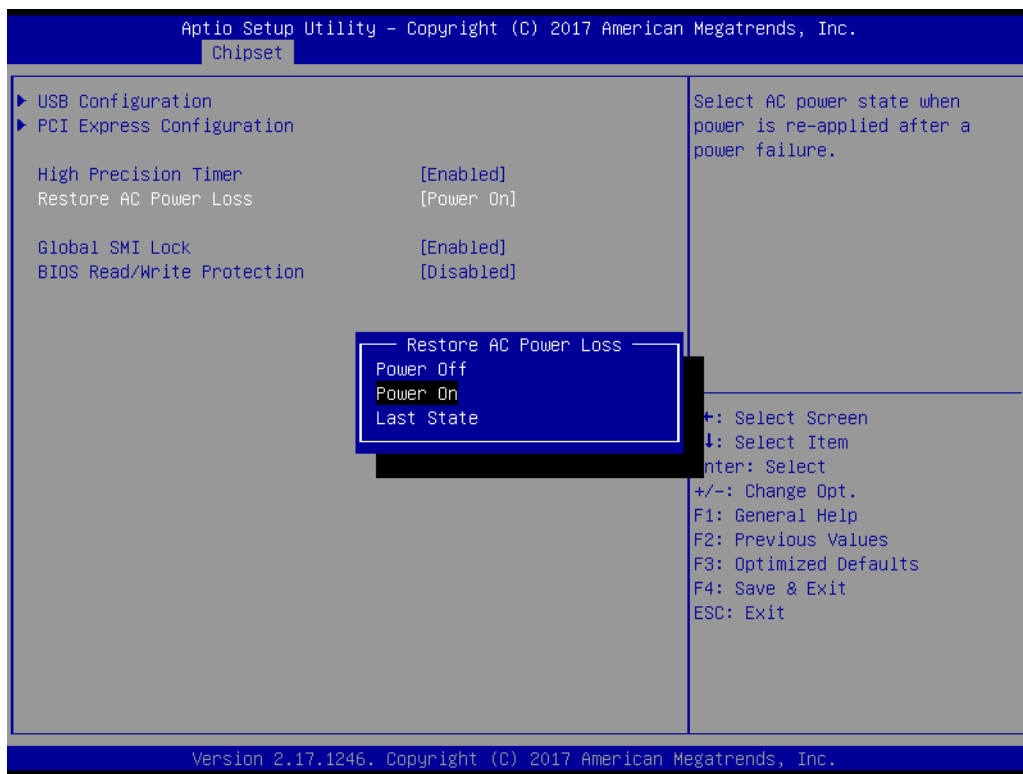 Aptio Setup Utility – Copyright (C) 2017 American Megatrends, Inc.
Chipset
USB Configuration
PCI Express Configuration
High Precision Timer [Enabled]
Restore AC Power Loss [Power On]
Global SMI Lock [Enabled]
BIOS Read/Write Protection [Disabled]
Select AC power state when
power is re-applied after a
power failure.
Restore AC Power Loss
Power Off
Power On
Last State
: Select Screen
: Select Item
nter: Select
+/-: Change Opt.
F1: General Help
F2: Previous Values
F3: Optimized Defaults
F4: Save & Exit
ESC: Exit
Version 2.17.1246. Copyright (C) 2017 American Megatrends, Inc.